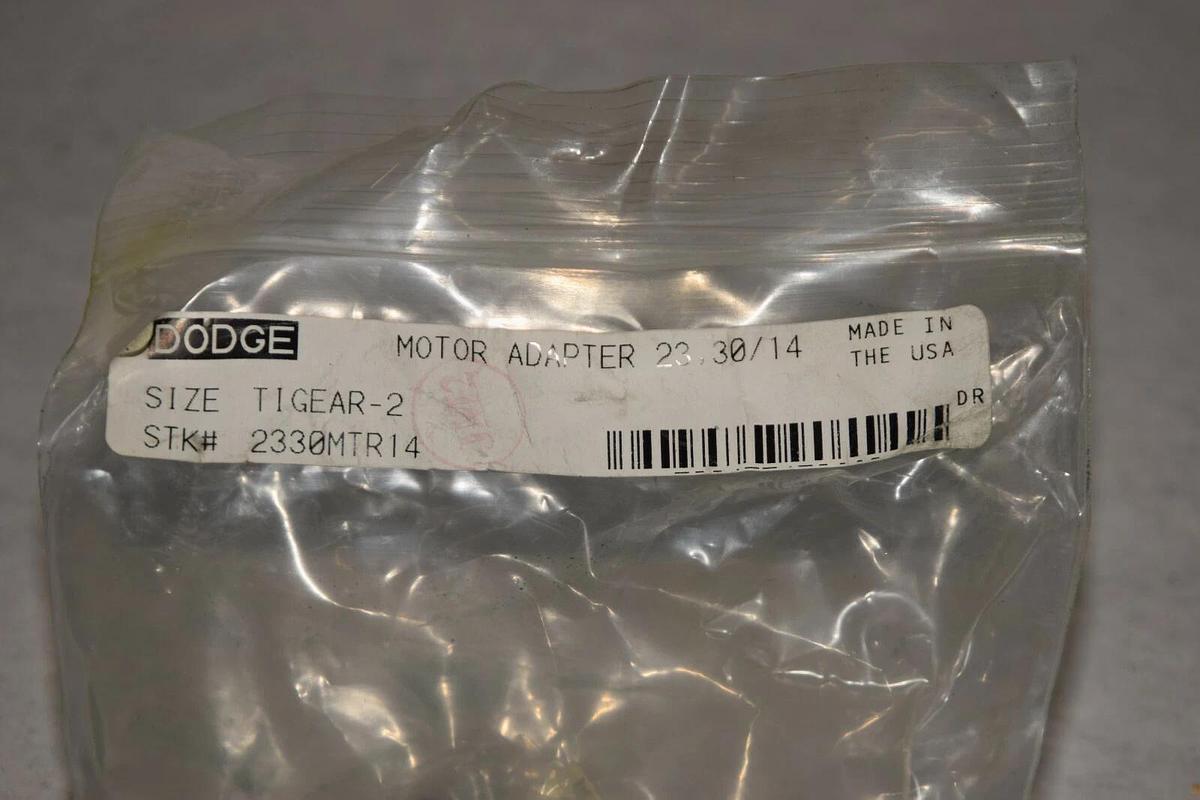 DODGE MOTOR ADAPTER 23,30/14 MADE IN
THE USA
SIZE TIGEAR-2
DR
STK# 2330MTR14